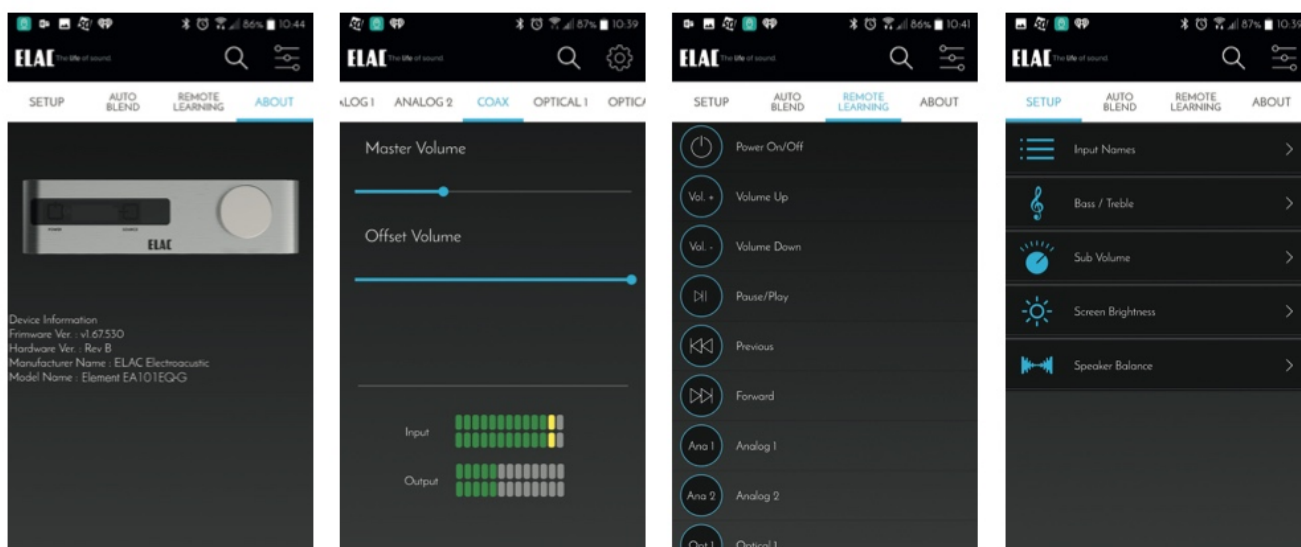 86% 10:44
ELAC The life of sound.
SETUP AUTO BLEND REMOTE LEARNING ABOUT
POWER SOURCE
ELAC
Device Information
Frimware Ver. : v1.67.530
Hardware Ver. : Rev B
Manufacturer Name : ELAC Electroacustic
Model Name : Element EA101EQ-G
87% 10:39
ELAC The life of sound.
ALOG 1 ANALOG 2 COAX OPTICAL 1 OPTICA
Master Volume
Offset Volume
Input
Output
86% 10:41
ELAC The life of sound.
SETUP AUTO BLEND REMOTE LEARNING ABOUT
Power On/Off
Vol. + Volume Up
Vol. - Volume Down
Pause/Play
Previous
Forward
Ana 1 Analog 1
Ana 2 Analog 2
Opt 1 Optical 1
87% 10:39
ELAC The life of sound.
SETUP AUTO BLEND REMOTE LEARNING ABOUT
Input Names
Bass / Treble
Sub Volume
Screen Brightness
Speaker Balance